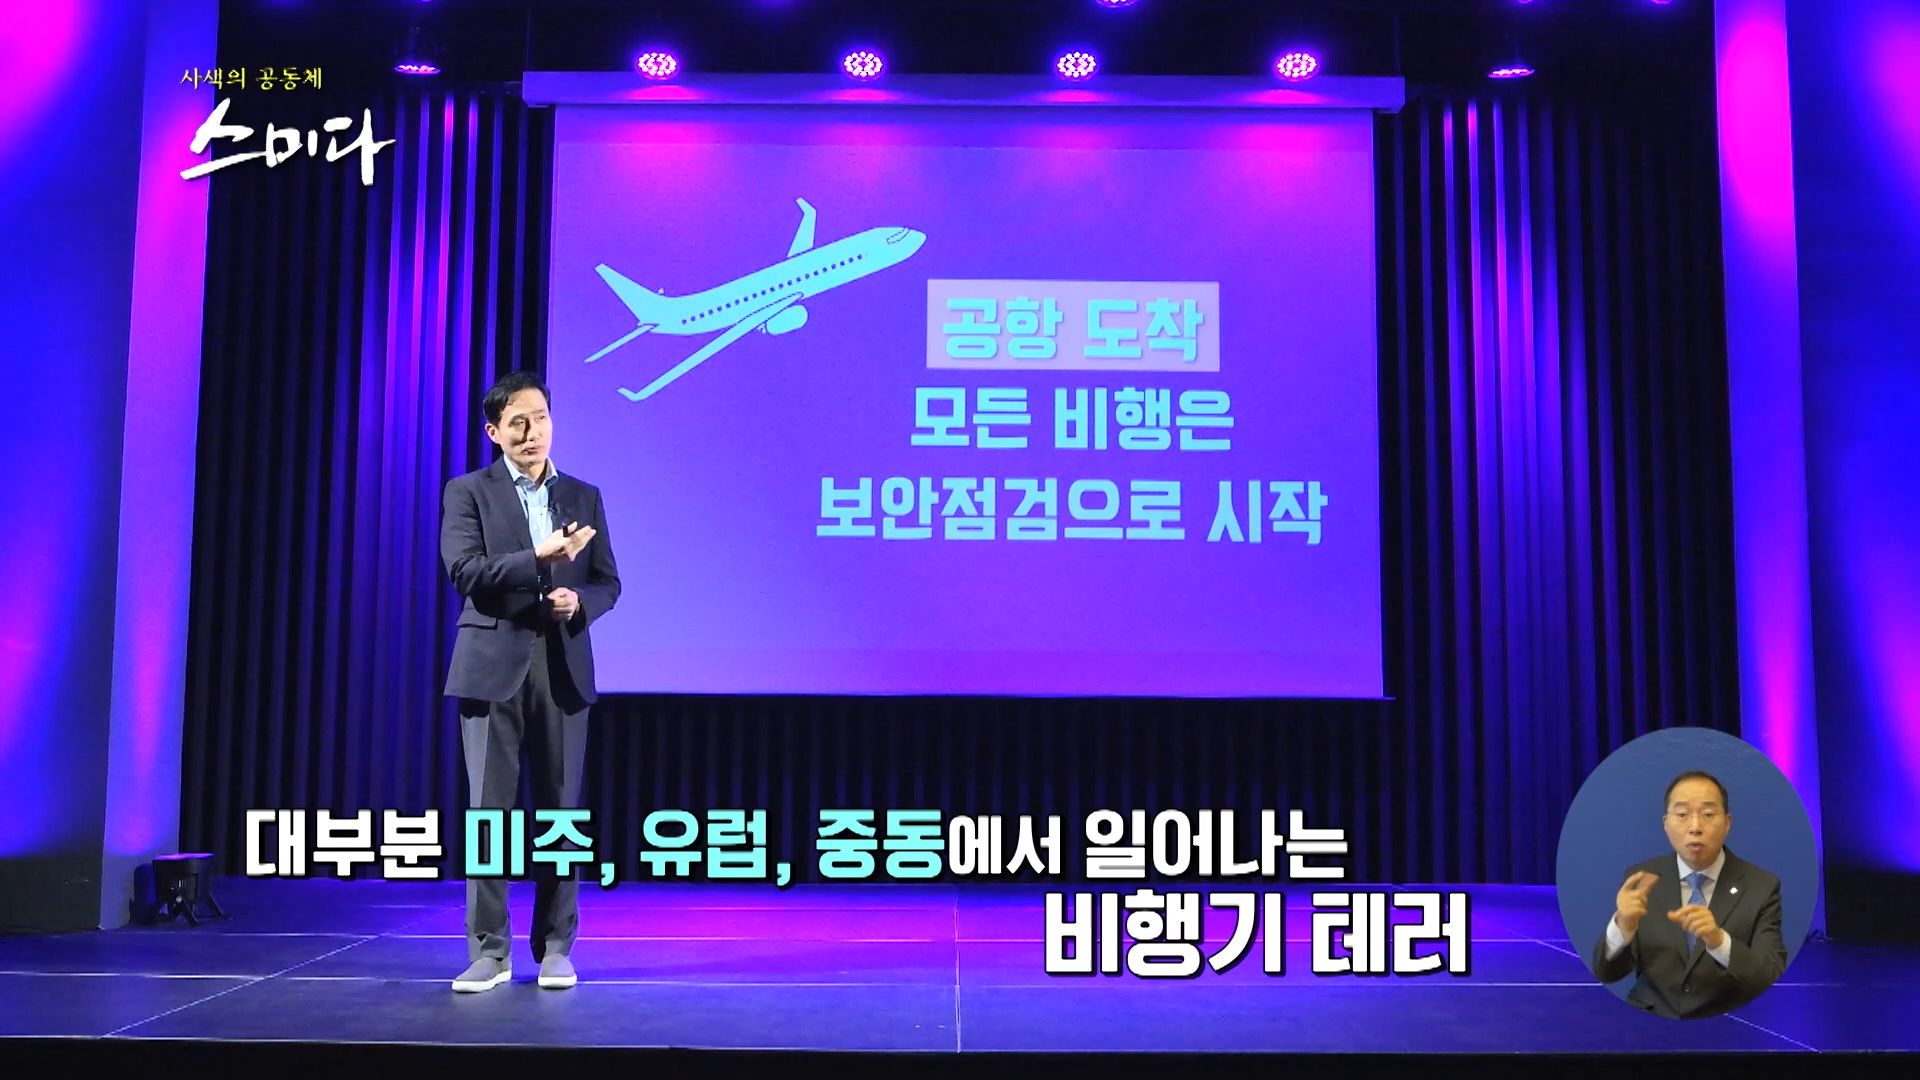 사색의 공동체
스미다
공항 도착
모든 비행은
보안점검으로 시작
대부분 미주, 유럽, 중동에서 일어나는
비행기 테러